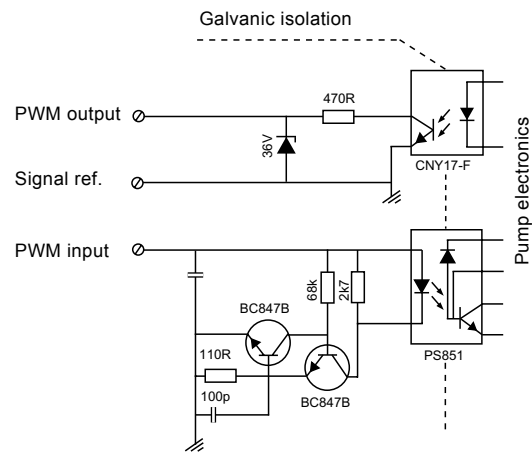 Galvanic isolation
PWM output
470R
36V
CNY17-F
Signal ref.
Pump electronics
PWM input
68k
2k7
BC847B
110R
PS851
100p
BC847B